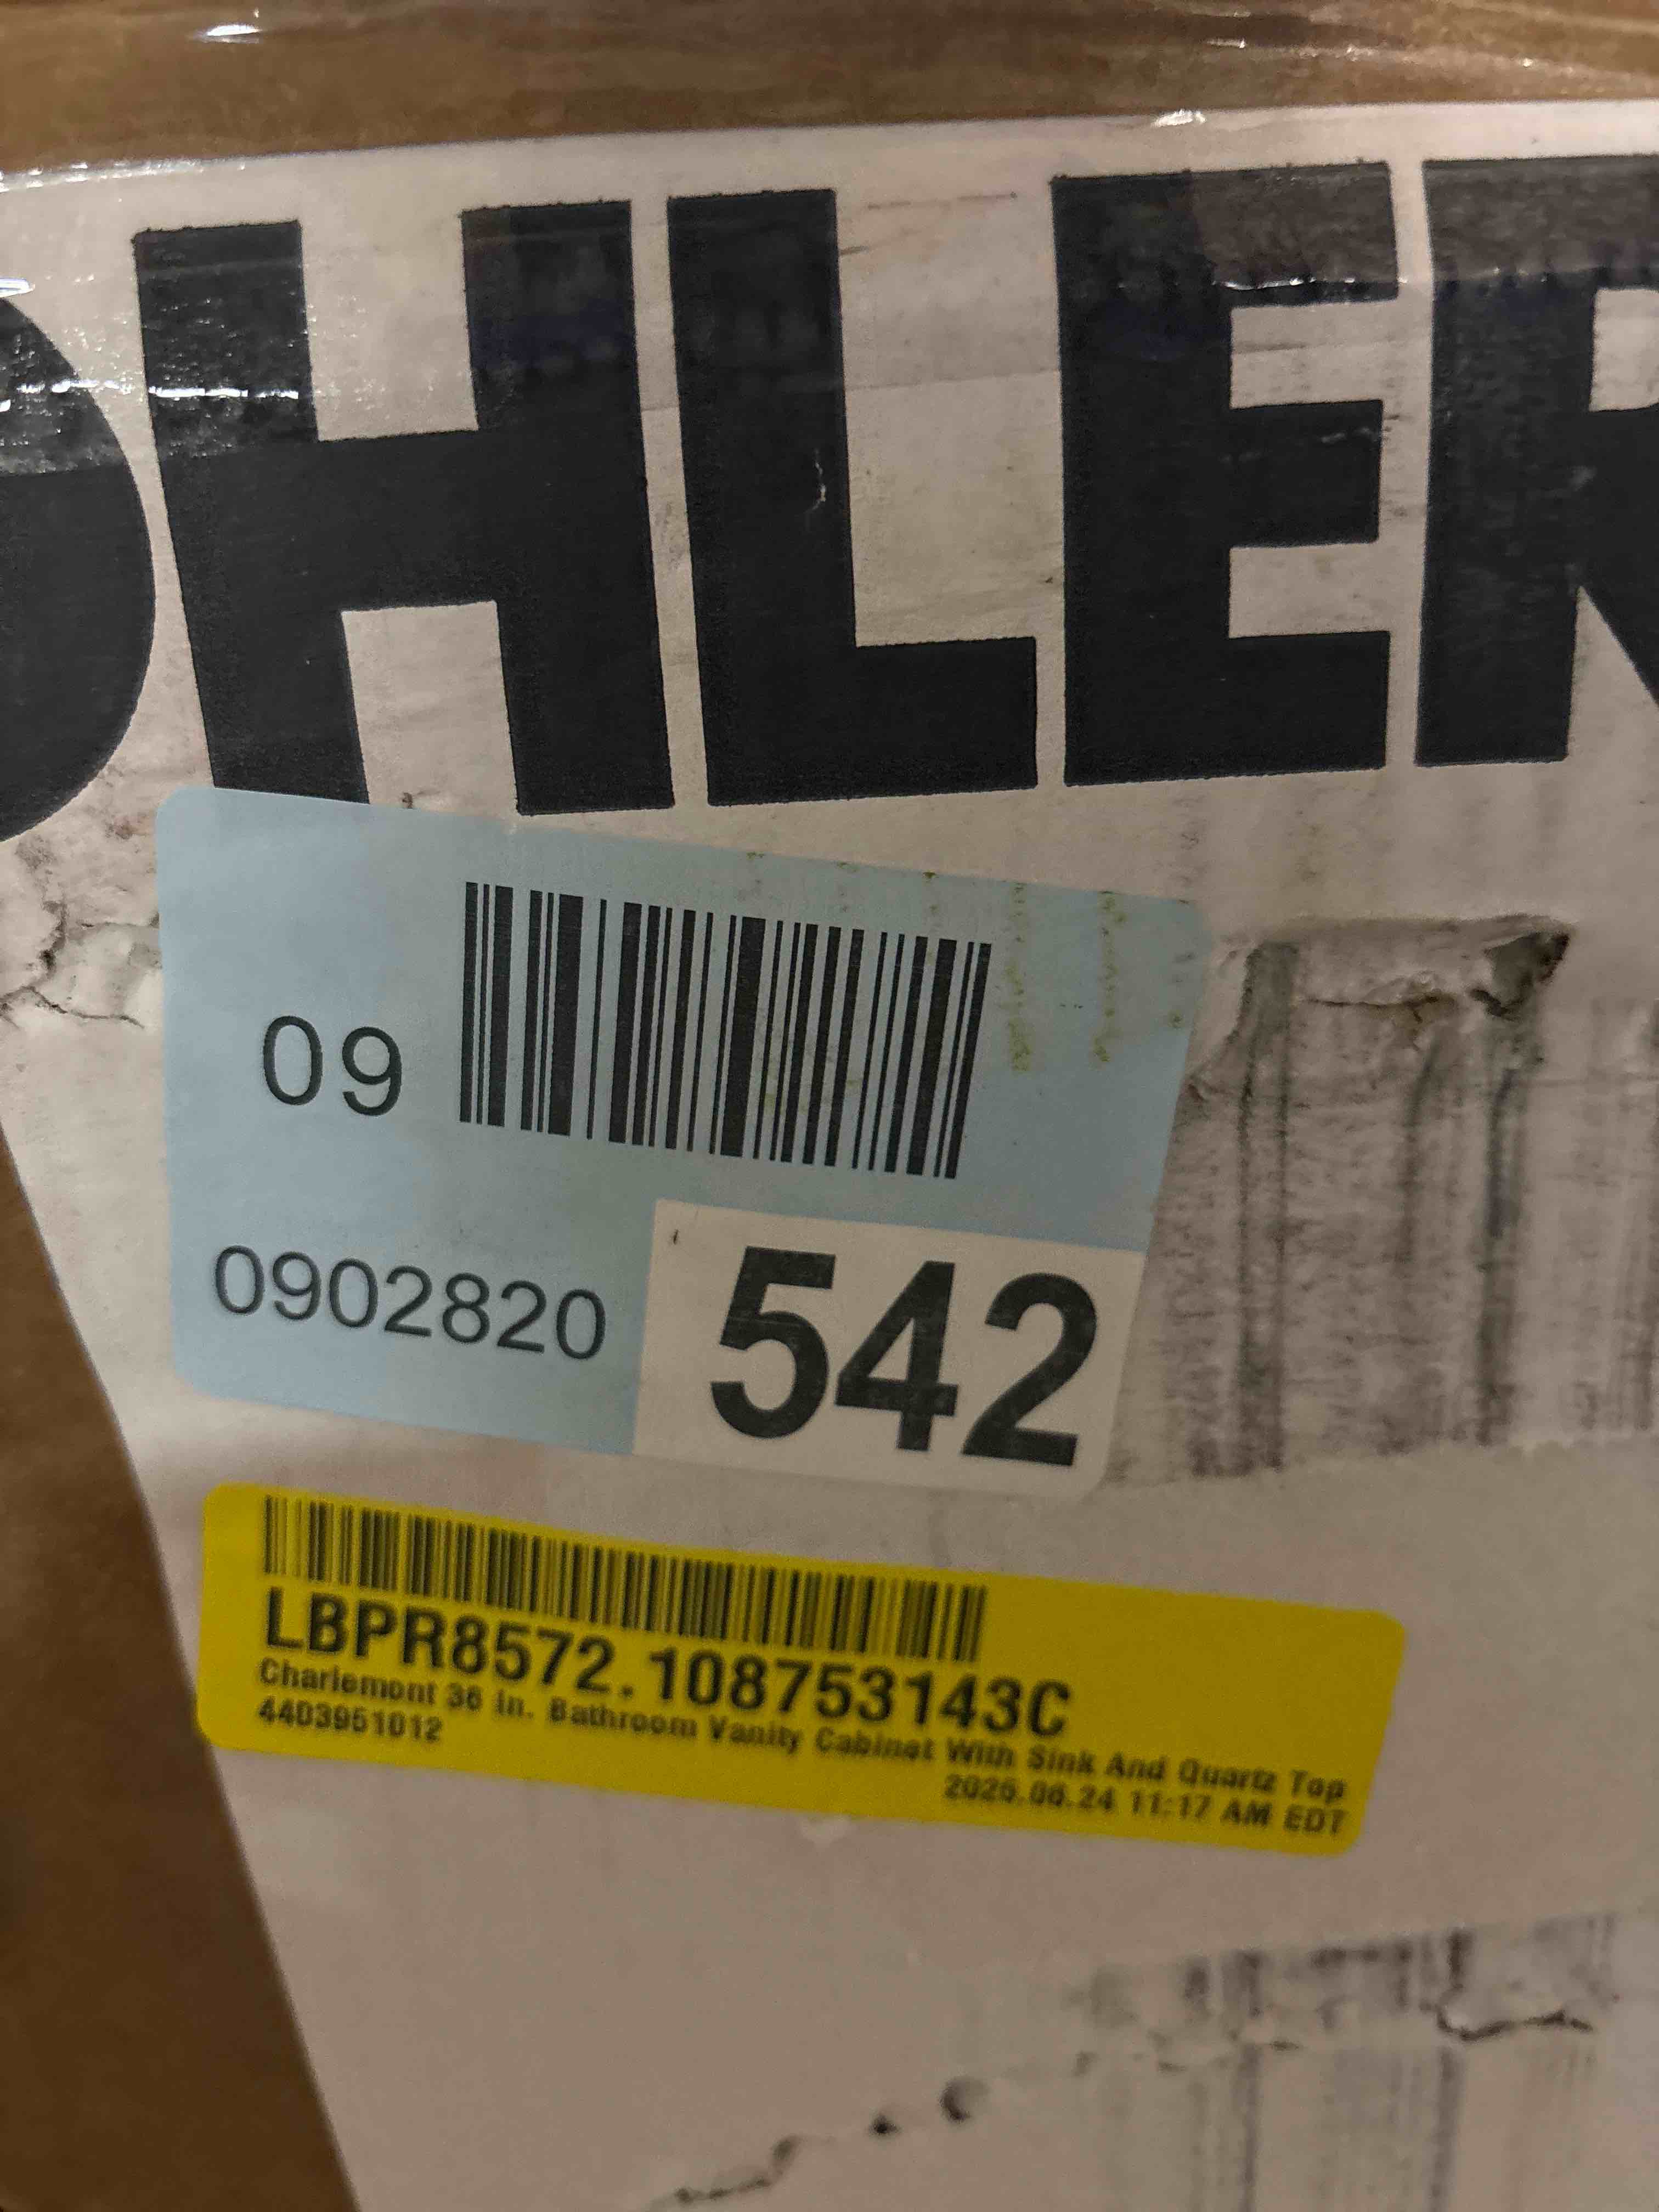 OHLER
09
0902820 542
LBPR8572.108753143C
Charlemont 36 In. Bathroom Vanity Cabinet With Sink And Quartz Top
4403951012
2025.06.24 11:17 AM EDT